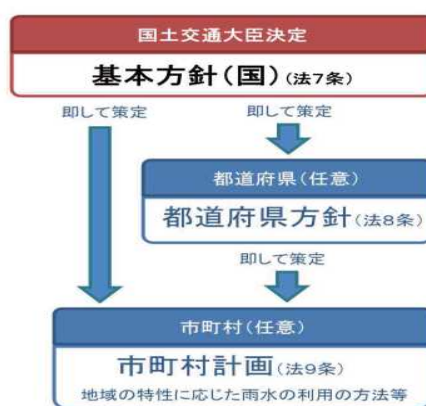 国土交通大臣決定
基本方針(国)(法7条)
即して策定 即して策定
都道府県(任意)
都道府県方針(法8条)
即して策定
市町村(任意)
市町村計画(法9条)
地域の特性に応じた雨水の利用の方法等